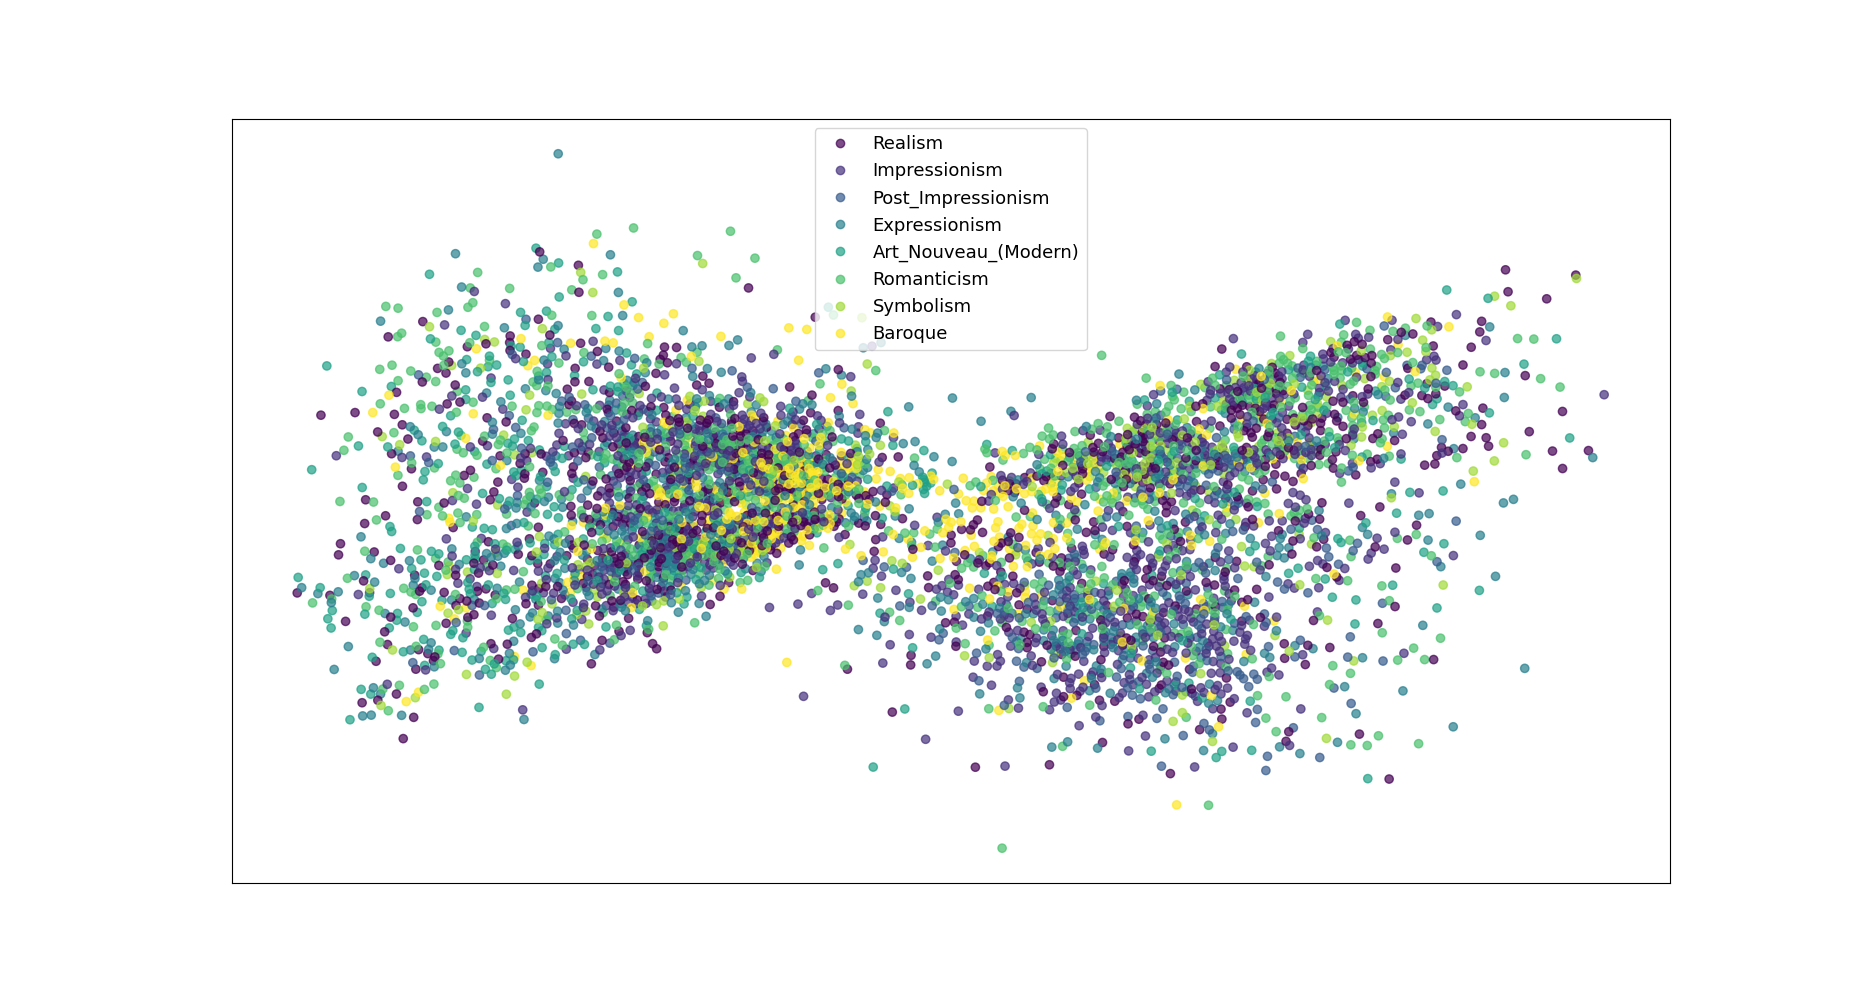 Realism
Impressionism
Post_Impressionism
Expressionism
Art_Nouveau_(Modern)
Romanticism
Symbolism
Baroque